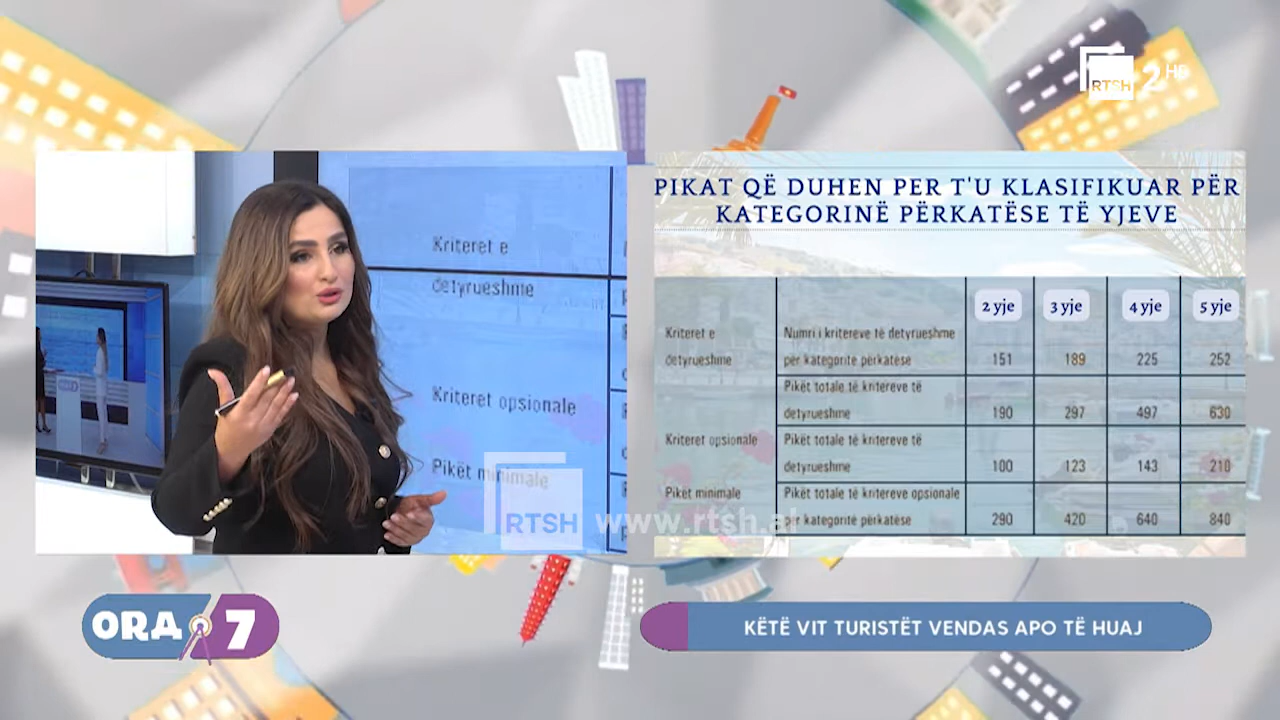 RTSH 2 HD
PIKAT QË DUHEN PER T'U KLASIFIKUAR PËR
KATEGORINË PËRKATËSE TË YJEVE
Kriteret e
detyrueshme
Kriteret opsionale
Pikët minimale
2 yje 3 yje 4 yje 5 yje
Kriteret e
detyrueshme
Numri i kritereve të detyrueshme
për kategoritë përkatëse
151 189 225 252
Pikët totale të kritereve të
detyrueshme
190 297 497 630
Kriteret opsionale
Pikët totale të kritereve të
detyrueshme
100 123 143 210
Pikët minimale
Pikët totale të kritereve opsionale
për kategoritë përkatëse
290 420 640 840
RTSH www.rtsh.al
ORA 7
KËTË VIT TURISTËT VENDAS APO TË HUAJ